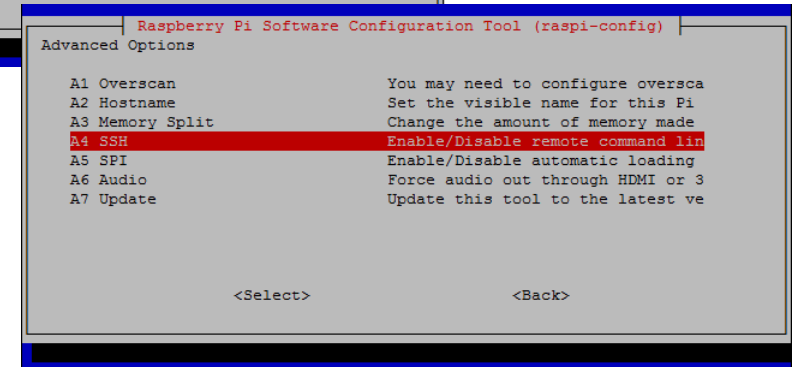 Raspberry Pi Software Configuration Tool (raspi-config)
Advanced Options
A1 Overscan You may need to configure oversca
A2 Hostname Set the visible name for this Pi
A3 Memory Split Change the amount of memory made
A4 SSH Enable/Disable remote command lin
A5 SPI Enable/Disable automatic loading
A6 Audio Force audio out through HDMI or 3
A7 Update Update this tool to the latest ve
<Select> <Back>